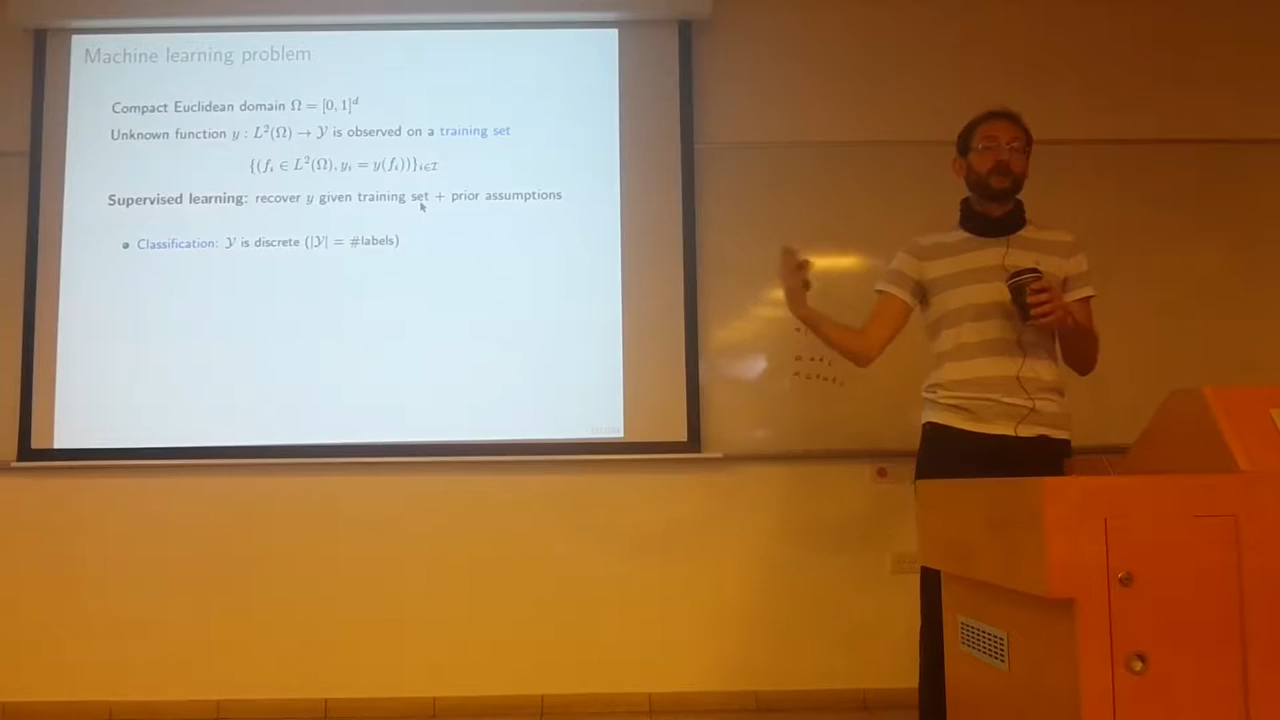 Machine learning problem
Compact Euclidean domain Ω = [0, 1]^d
Unknown function y : L²(Ω) → 𝒴 is observed on a training set
{(f_i ∈ L²(Ω), y_i = y(f_i))}_{i∈ℐ}
Supervised learning: recover y given training set + prior assumptions
• Classification: 𝒴 is discrete (|𝒴| = #labels)